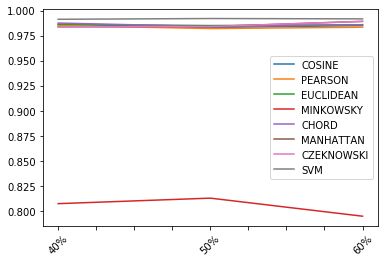 1.000
0.975
0.950
0.925
0.900
0.875
0.850
0.825
0.800
COSINE
PEARSON
EUCLIDEAN
MINKOWSKY
CHORD
MANHATTAN
CZEKNOWSKI
SVM
40%
50%
60%